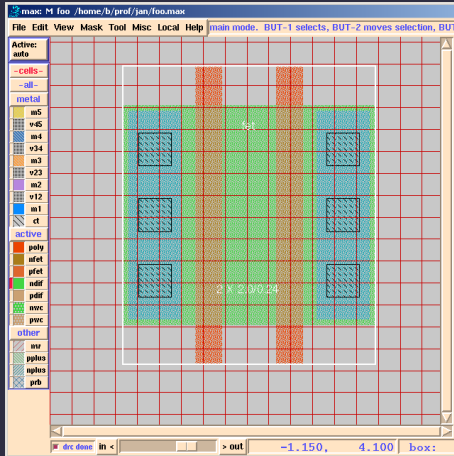 mac: M foo /home/b/prof/jan/foo.max
File Edit View Mask Tool Misc Local Help main mode. BUT-1 selects, BUT-2 moves selection, BUT
Active:
auto
-cells-
-all-
metal
m5
v45
m4
v34
m3
v23
m2
v12
m1
ct
active
poly
nfet
pfet
ndif
pdif
nwc
pwc
other
nw
pplus
nplus
prb
fet
2 X 2.0/0.24
drc done in < > out -1.150, 4.100 box: